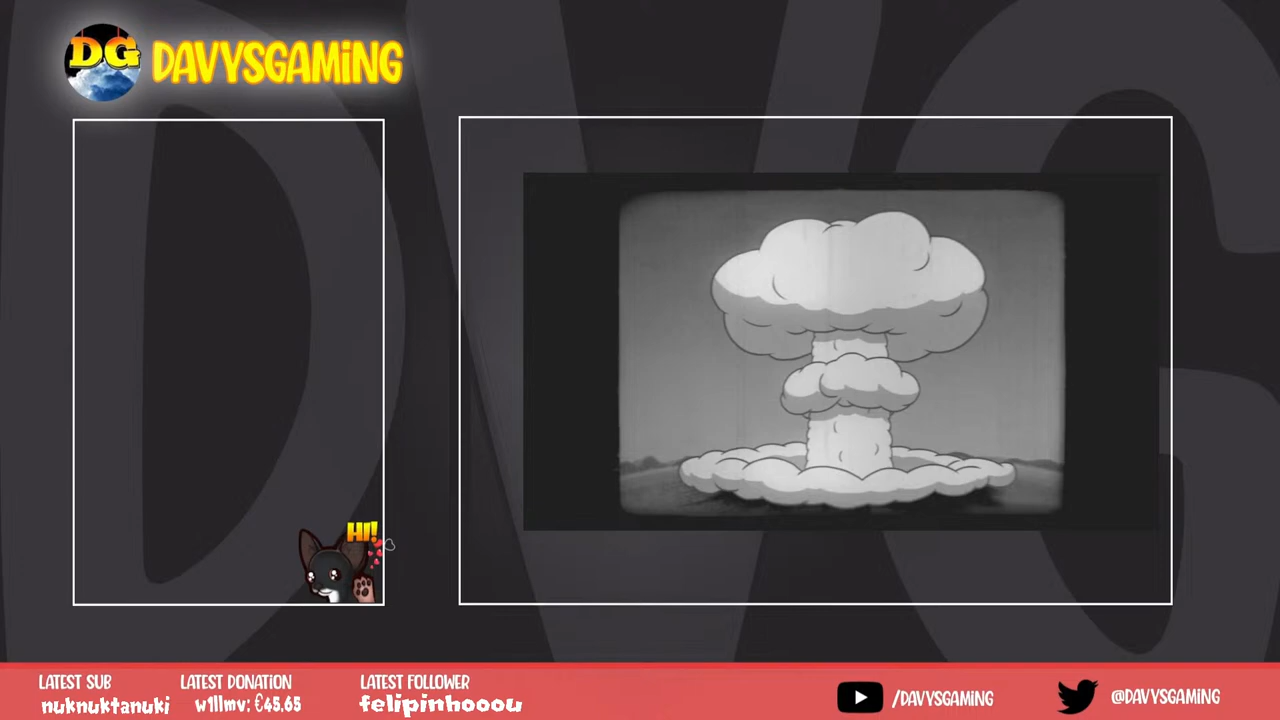 DG DAVYSGAMING
HI!
LATEST SUB
nuknuktanuki
LATEST DONATION
w1llmv: €45.65
LATEST FOLLOWER
felipinhooou
/DAVYSGAMING
@DAVYSGAMING